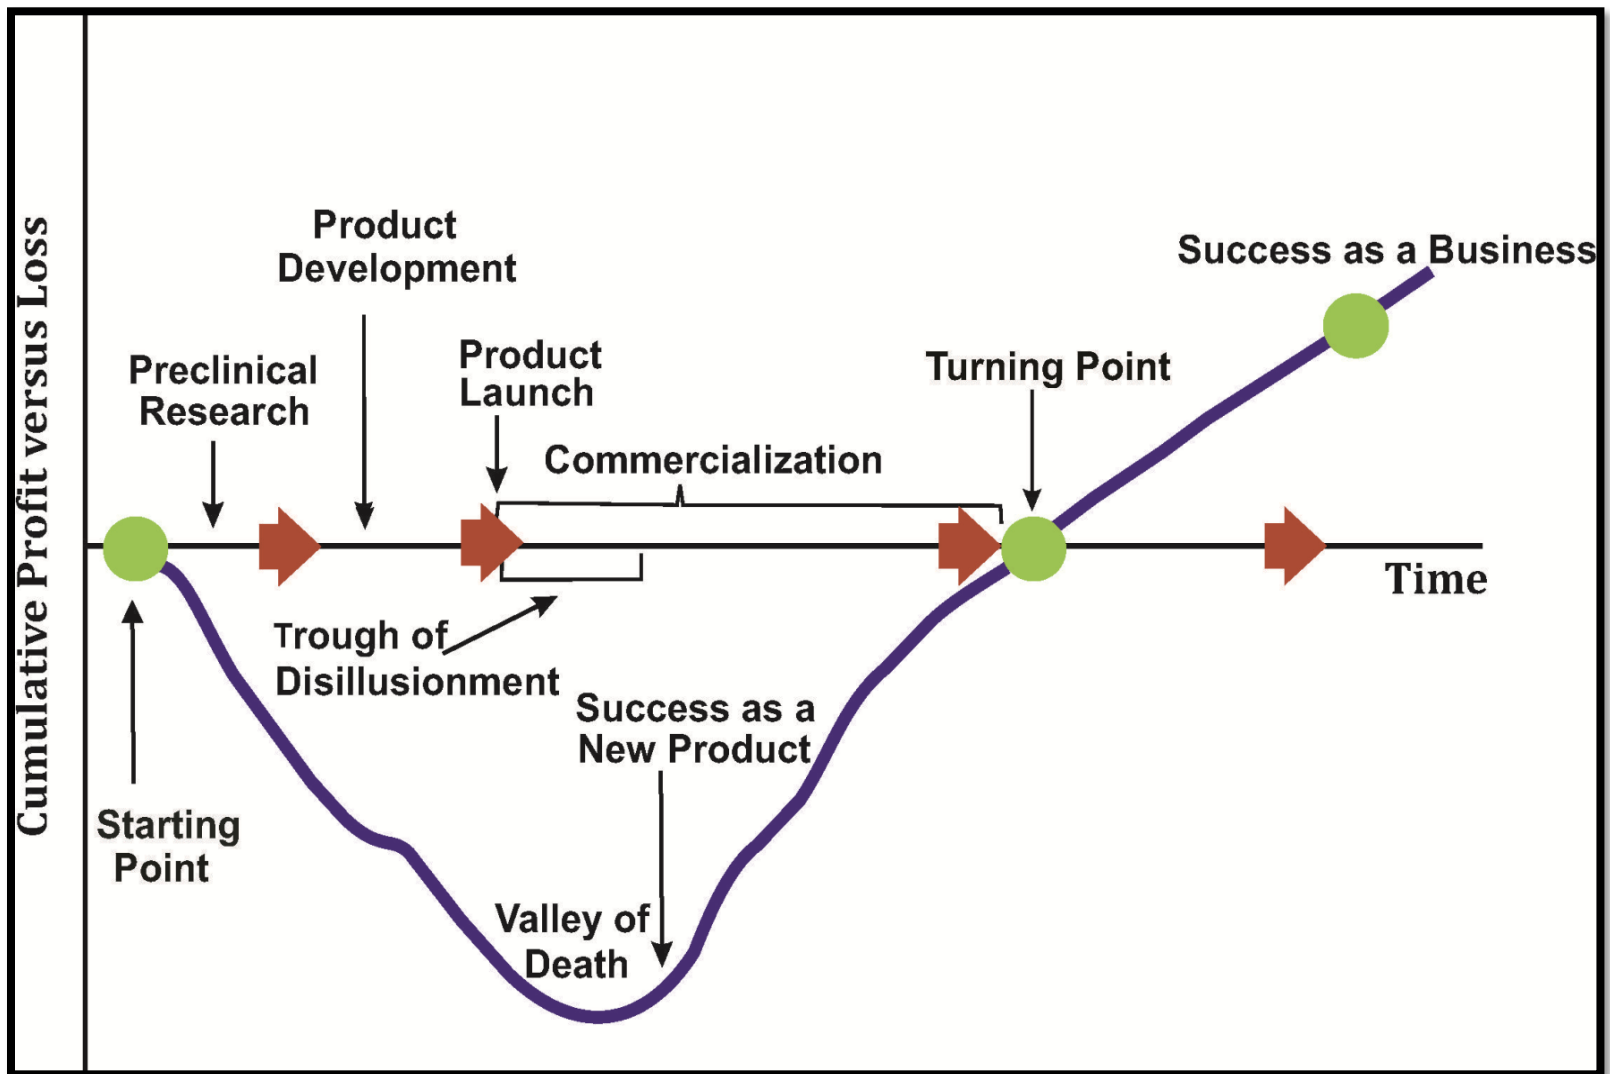 Cumulative Profit versus Loss
Product
Development
Success as a Business
Preclinical
Research
Product
Launch
Turning Point
Commercialization
Time
Trough of
Disillusionment
Success as a
New Product
Starting
Point
Valley of
Death